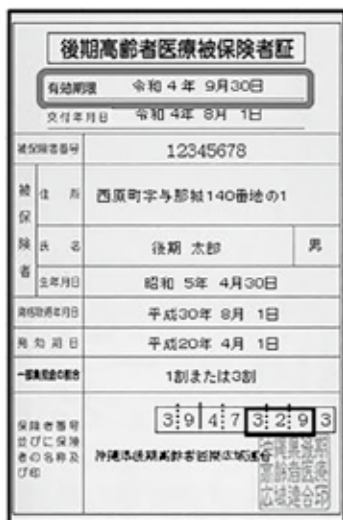 後期高齢者医療被保険者証
有効期限 令和 4年 9月30日
交付年月日 令和 4年 8月 1日
被保険者番号 12345678
被保険者
住所 西原町字与那城140番地の1
氏名 後期 太郎 男
生年月日 昭和 5年 4月30日
資格取得年月日 平成30年 8月 1日
発効期日 平成20年 4月 1日
一部負担金の割合 1割または3割
保険者番号並びに保険者の名称及び印
39473293
沖縄県後期高齢者医療広域連合